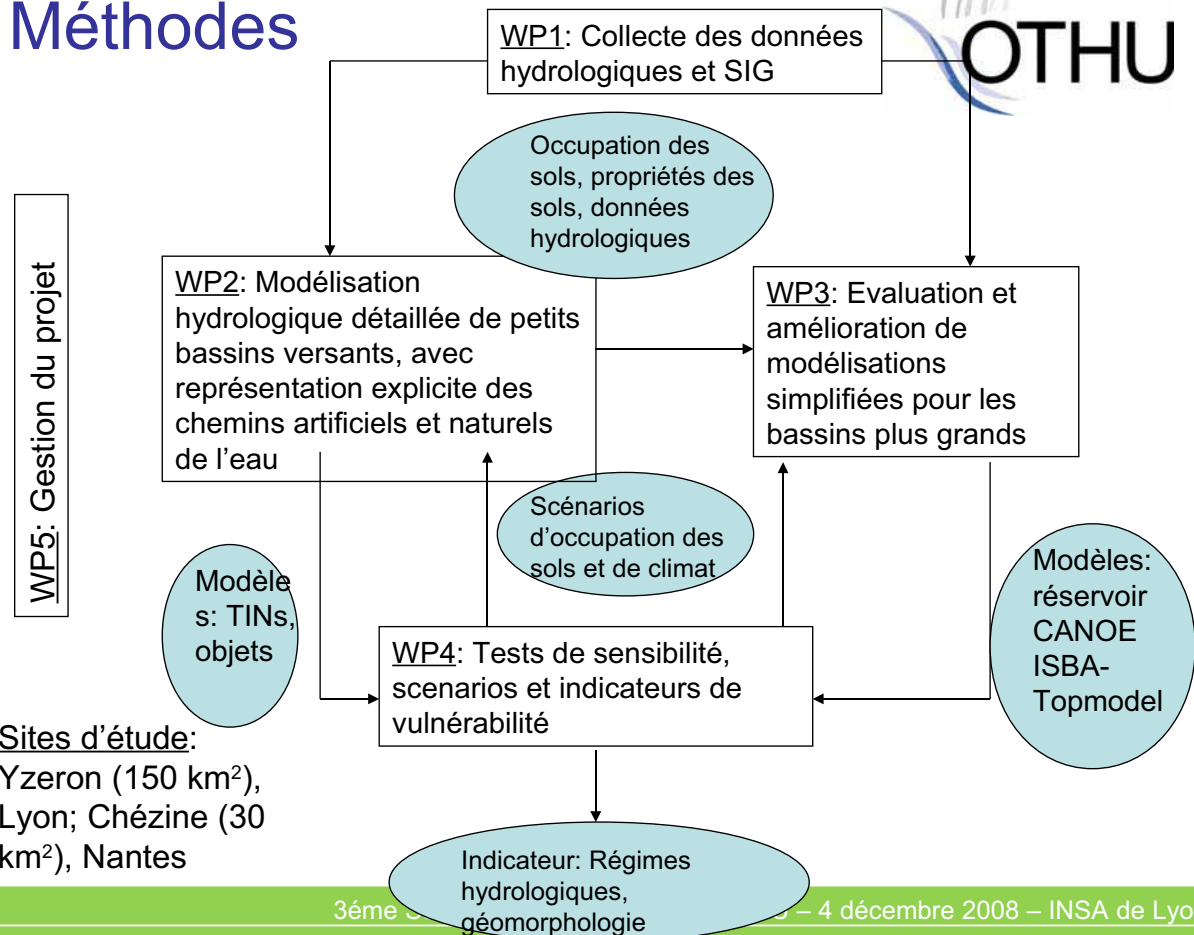 Méthodes
WP1: Collecte des données
hydrologiques et SIG
OTHU
Occupation des
sols, propriétés des
sols, données
hydrologiques
WP5: Gestion du projet
WP2: Modélisation
hydrologique détaillée de petits
bassins versants, avec
représentation explicite des
chemins artificiels et naturels
de l'eau
WP3: Evaluation et
amélioration de
modélisations
simplifiées pour les
bassins plus grands
Scénarios
d'occupation des
sols et de climat
Modèle
s: TINs,
objets
Modèles:
réservoir
CANOE
ISBA-
Topmodel
WP4: Tests de sensibilité,
scenarios et indicateurs de
vulnérabilité
Sites d'étude:
Yzeron (150 km²),
Lyon; Chézine (30
km²), Nantes
Indicateur: Régimes
hydrologiques,
géomorphologie
3éme – 4 décembre 2008 – INSA de Lyo